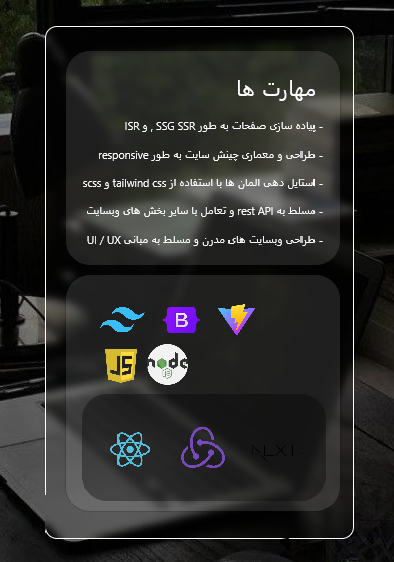 مهارت ها
- پیاده سازی صفحات به طور SSG SSR , و ISR
- طراحی و معماری چینش سایت به طور responsive
- استایل دهی المان ها با استفاده از tailwind css و scss
- مسلط به rest API و تعامل با سایر بخش های وبسایت
- طراحی وبسایت های مدرن و مسلط به مبانی UI / UX
B
JS
node
JS
NEXT